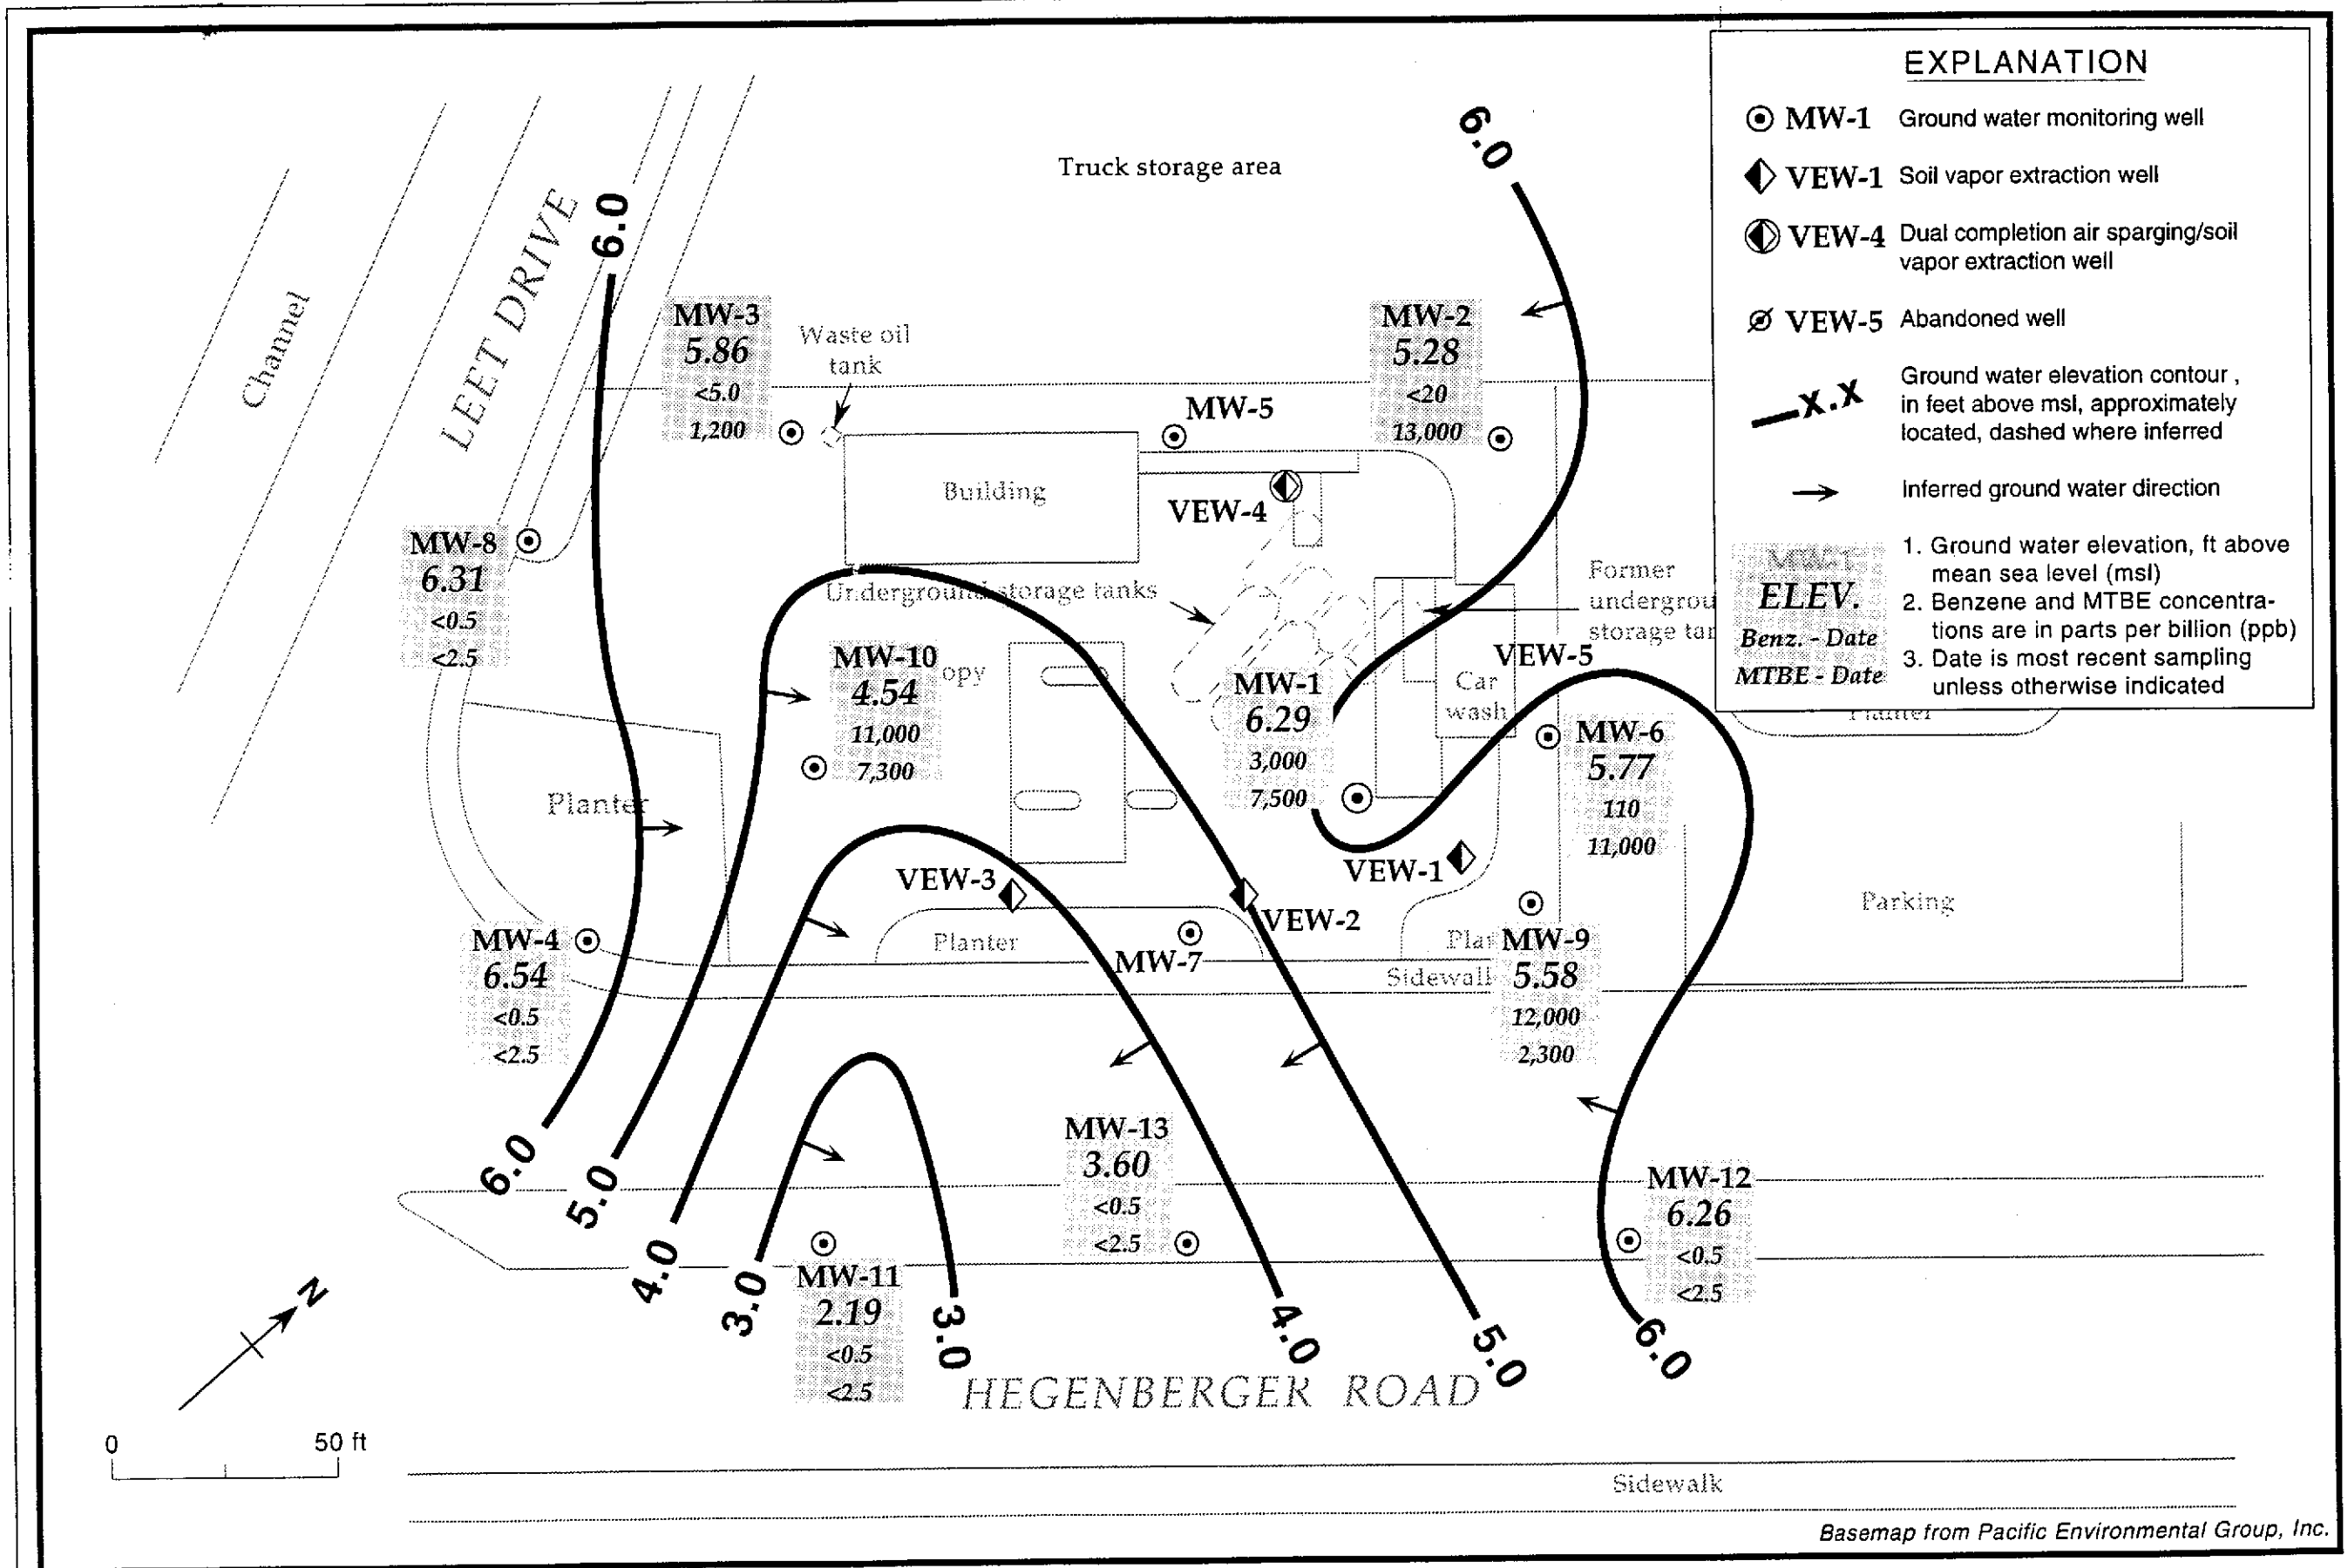 EXPLANATION
MW-1 Ground water monitoring well
VEW-1 Soil vapor extraction well
VEW-4 Dual completion air sparging/soil
vapor extraction well
VEW-5 Abandoned well
x.x Ground water elevation contour ,
in feet above msl, approximately
located, dashed where inferred
Inferred ground water direction
MW-1
ELEV.
Benz. - Date
MTBE - Date
1. Ground water elevation, ft above
mean sea level (msl)
2. Benzene and MTBE concentra-
tions are in parts per billion (ppb)
3. Date is most recent sampling
unless otherwise indicated
Truck storage area
6.0
6.0
LEET DRIVE
Channel
MW-3
5.86
<5.0
1,200
Waste oil
tank
MW-5
MW-2
5.28
<20
13,000
Building
VEW-4
MW-8
6.31
<0.5
<2.5
Underground storage tanks
Former
undergrou
storage tan
VEW-5
MW-10
4.54
11,000
7,300
opy
MW-1
6.29
3,000
7,500
Car
wash
MW-6
5.77
110
11,000
Planter
Planter
VEW-3
VEW-1
VEW-2
Parking
MW-4
6.54
<0.5
<2.5
Planter
MW-7
Pla
MW-9
5.58
12,000
2,300
Sidewalk
MW-13
3.60
<0.5
<2.5
MW-12
6.26
<0.5
<2.5
6.0
5.0
4.0
3.0
MW-11
2.19
<0.5
<2.5
3.0
4.0
5.0
6.0
HEGENBERGER ROAD
N
0 50 ft
Sidewalk
Basemap from Pacific Environmental Group, Inc.